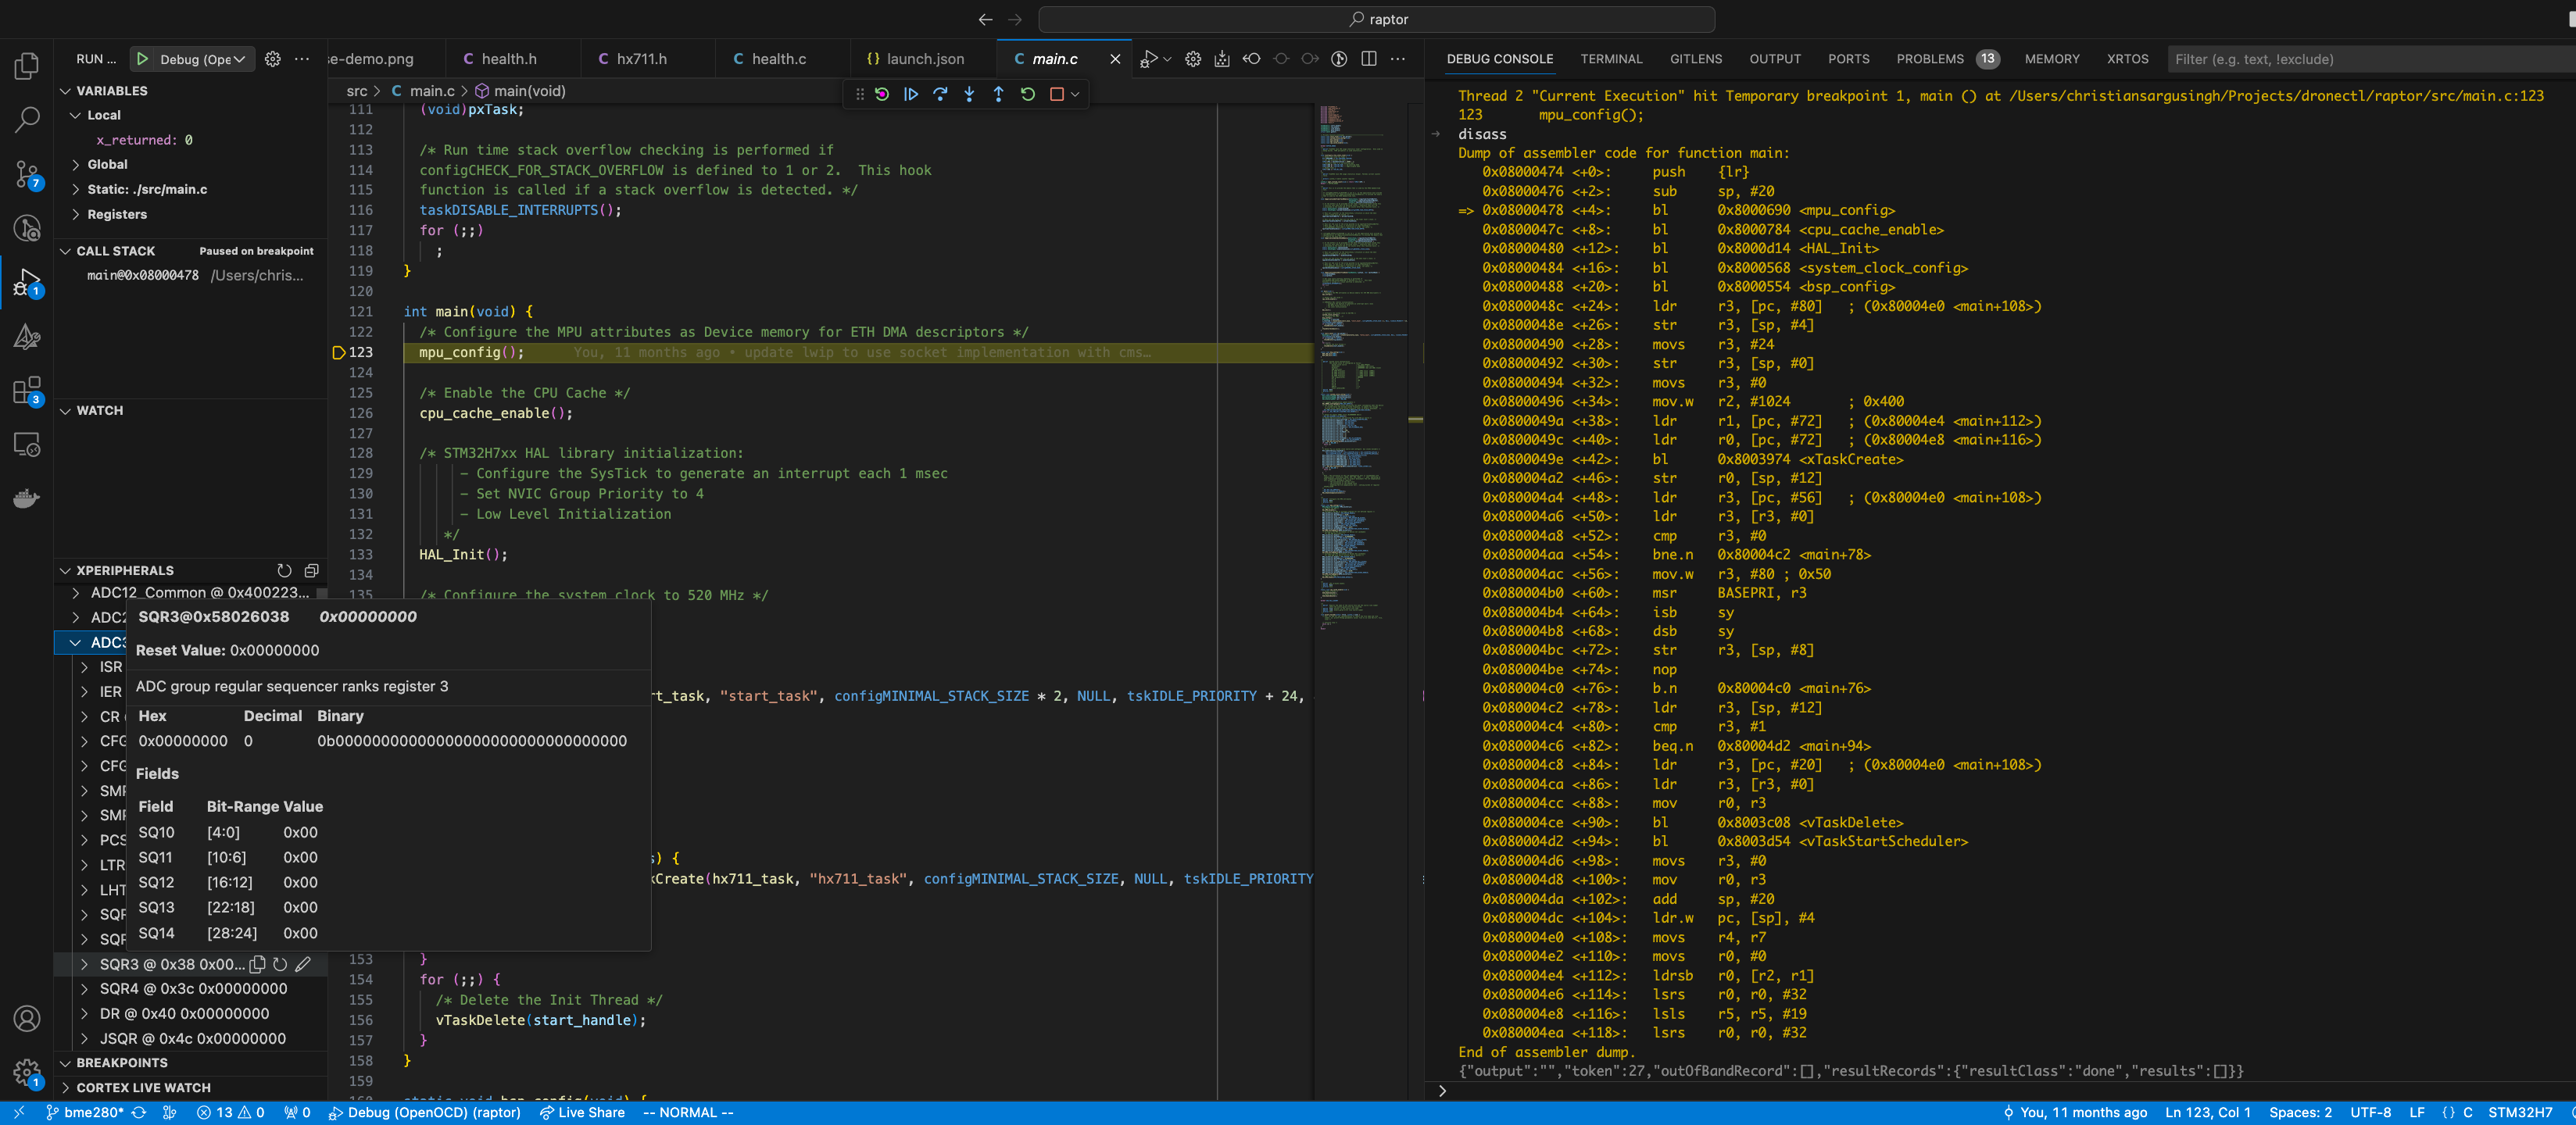 raptor
RUN ...
Debug (Ope
VARIABLES
Local
x_returned: 0
Global
Static: ./src/main.c
Registers
CALL STACK
Paused on breakpoint
main@0x08000478 /Users/chris...
WATCH
XPERIPHERALS
ADC12_Common @ 0x400223...
ADC2
ADC3
ISR
IER
CR
CFG
CFG
SMP
SMP
PCS
LTR
LHT
SQR
SQR
SQR3 @ 0x38 0x00...
SQR4 @ 0x3c 0x00000000
DR @ 0x40 0x00000000
JSQR @ 0x4c 0x00000000
BREAKPOINTS
CORTEX LIVE WATCH
7
1
3
1
SQR3@0x58026038 0x00000000
Reset Value: 0x00000000
ADC group regular sequencer ranks register 3
Hex Decimal Binary
0x00000000 0 0b00000000000000000000000000000000
Fields
Field Bit-Range Value
SQ10 [4:0] 0x00
SQ11 [10:6] 0x00
SQ12 [16:12] 0x00
SQ13 [22:18] 0x00
SQ14 [28:24] 0x00
se-demo.png
C health.h
C hx711.h
C health.c
{} launch.json
C main.c
src > C main.c > main(void)
111 (void)pxTask;
112
113 /* Run time stack overflow checking is performed if
114 configCHECK_FOR_STACK_OVERFLOW is defined to 1 or 2.  This hook
115 function is called if a stack overflow is detected. */
116 taskDISABLE_INTERRUPTS();
117 for (;;)
118 ;
119 }
120
121 int main(void) {
122 /* Configure the MPU attributes as Device memory for ETH DMA descriptors */
123 mpu_config(); You, 11 months ago • update lwip to use socket implementation with cms…
124
125 /* Enable the CPU Cache */
126 cpu_cache_enable();
127
128 /* STM32H7xx HAL library initialization:
129 - Configure the SysTick to generate an interrupt each 1 msec
130 - Set NVIC Group Priority to 4
131 - Low Level Initialization
132 */
133 HAL_Init();
134
135 /* Configure the system clock to 520 MHz */
rt_task, "start_task", configMINIMAL_STACK_SIZE * 2, NULL, tskIDLE_PRIORITY + 24,
s) {
kCreate(hx711_task, "hx711_task", configMINIMAL_STACK_SIZE, NULL, tskIDLE_PRIORITY
153 }
154 for (;;) {
155 /* Delete the Init Thread */
156 vTaskDelete(start_handle);
157 }
158 }
159
160 static void bsp_config(void) {
DEBUG CONSOLE TERMINAL GITLENS OUTPUT PORTS PROBLEMS 13 MEMORY XRTOS
Filter (e.g. text, !exclude)
Thread 2 "Current Execution" hit Temporary breakpoint 1, main () at /Users/christiansargusingh/Projects/dronectl/raptor/src/main.c:123
123 mpu_config();
disass
Dump of assembler code for function main:
0x08000474 <+0>: push {lr}
0x08000476 <+2>: sub sp, #20
=> 0x08000478 <+4>: bl 0x8000690 <mpu_config>
0x0800047c <+8>: bl 0x8000784 <cpu_cache_enable>
0x08000480 <+12>: bl 0x8000d14 <HAL_Init>
0x08000484 <+16>: bl 0x8000568 <system_clock_config>
0x08000488 <+20>: bl 0x8000554 <bsp_config>
0x0800048c <+24>: ldr r3, [pc, #80] ; (0x80004e0 <main+108>)
0x0800048e <+26>: str r3, [sp, #4]
0x08000490 <+28>: movs r3, #24
0x08000492 <+30>: str r3, [sp, #0]
0x08000494 <+32>: movs r3, #0
0x08000496 <+34>: mov.w r2, #1024 ; 0x400
0x0800049a <+38>: ldr r1, [pc, #72] ; (0x80004e4 <main+112>)
0x0800049c <+40>: ldr r0, [pc, #72] ; (0x80004e8 <main+116>)
0x0800049e <+42>: bl 0x8003974 <xTaskCreate>
0x080004a2 <+46>: str r0, [sp, #12]
0x080004a4 <+48>: ldr r3, [pc, #56] ; (0x80004e0 <main+108>)
0x080004a6 <+50>: ldr r3, [r3, #0]
0x080004a8 <+52>: cmp r3, #0
0x080004aa <+54>: bne.n 0x80004c2 <main+78>
0x080004ac <+56>: mov.w r3, #80 ; 0x50
0x080004b0 <+60>: msr BASEPRI, r3
0x080004b4 <+64>: isb sy
0x080004b8 <+68>: dsb sy
0x080004bc <+72>: str r3, [sp, #8]
0x080004be <+74>: nop
0x080004c0 <+76>: b.n 0x80004c0 <main+76>
0x080004c2 <+78>: ldr r3, [sp, #12]
0x080004c4 <+80>: cmp r3, #1
0x080004c6 <+82>: beq.n 0x80004d2 <main+94>
0x080004c8 <+84>: ldr r3, [pc, #20] ; (0x80004e0 <main+108>)
0x080004ca <+86>: ldr r3, [r3, #0]
0x080004cc <+88>: mov r0, r3
0x080004ce <+90>: bl 0x8003c08 <vTaskDelete>
0x080004d2 <+94>: bl 0x8003d54 <vTaskStartScheduler>
0x080004d6 <+98>: movs r3, #0
0x080004d8 <+100>: mov r0, r3
0x080004da <+102>: add sp, #20
0x080004dc <+104>: ldr.w pc, [sp], #4
0x080004e0 <+108>: movs r4, r7
0x080004e2 <+110>: movs r0, #0
0x080004e4 <+112>: ldrsb r0, [r2, r1]
0x080004e6 <+114>: lsrs r0, r0, #32
0x080004e8 <+116>: lsls r5, r5, #19
0x080004ea <+118>: lsrs r0, r0, #32
End of assembler dump.
{"output":"","token":27,"outOfBandRecord":[],"resultRecords":{"resultClass":"done","results":[]}}
bme280* 13 0 0 Debug (OpenOCD) (raptor) Live Share -- NORMAL -- You, 11 months ago Ln 123, Col 1 Spaces: 2 UTF-8 LF {} C STM32H7